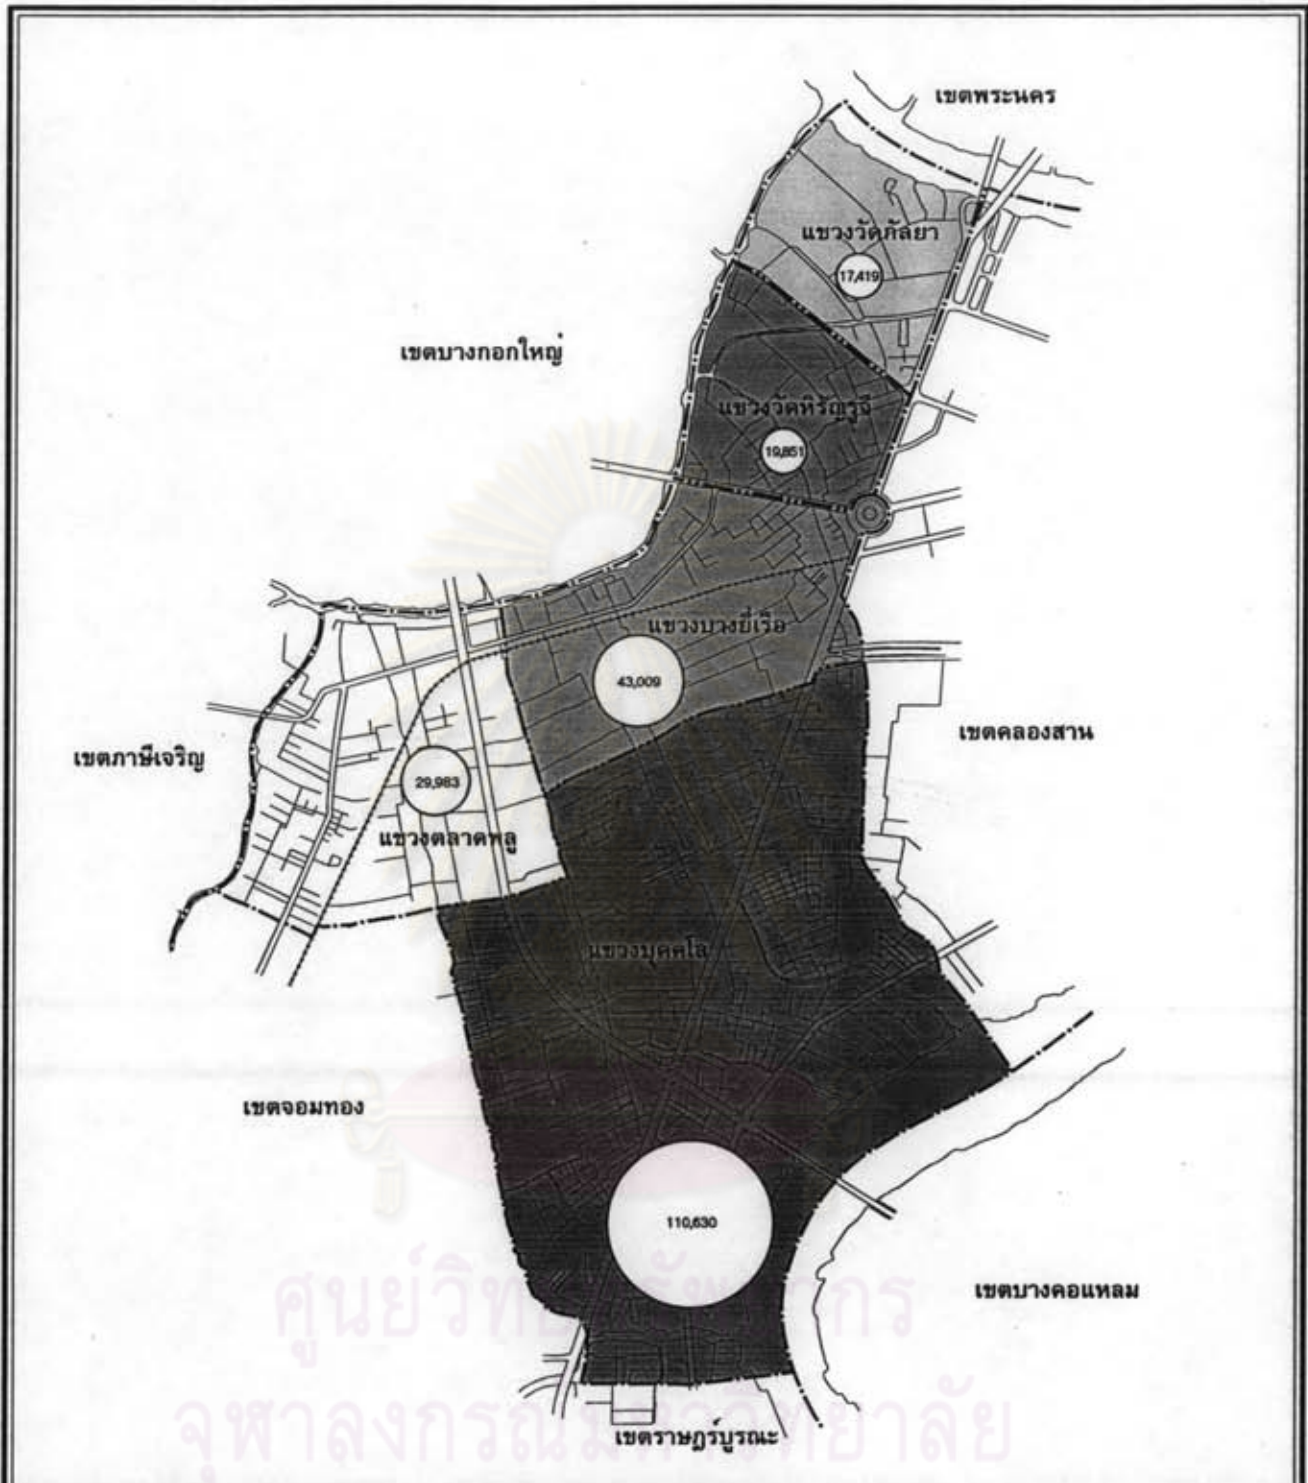 เขตพระนคร
แขวงวัดกัลยา
17,419
เขตบางกอกใหญ่
แขวงวัดหิรัญรูจี
19,851
แขวงบางยี่เรือ
43,009
เขตคลองสาน
เขตภาษีเจริญ
29,983
แขวงตลาดพลู
แขวงบุคคโล
เขตจอมทอง
110,630
เขตบางคอแหลม
ศูนย์วิทยทรัพยากร
จุฬาลงกรณ์มหาวิทยาลัย
เขตราษฎร์บูรณะ